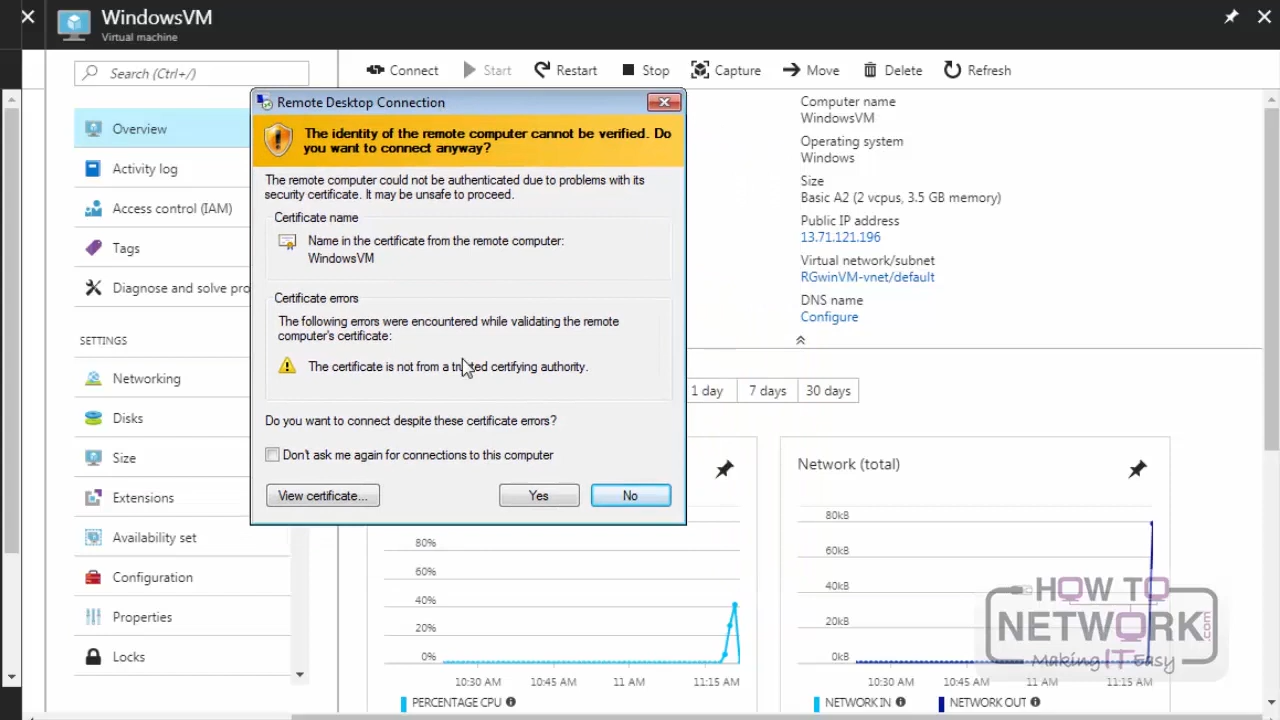 WindowsVM
Virtual machine
Search (Ctrl+/)
Connect
Start
Restart
Stop
Capture
Move
Delete
Refresh
Overview
Activity log
Access control (IAM)
Tags
Diagnose and solve pro
SETTINGS
Networking
Disks
Size
Extensions
Availability set
Configuration
Properties
Locks
Remote Desktop Connection
The identity of the remote computer cannot be verified. Do
you want to connect anyway?
The remote computer could not be authenticated due to problems with its
security certificate. It may be unsafe to proceed.
Certificate name
Name in the certificate from the remote computer:
WindowsVM
Certificate errors
The following errors were encountered while validating the remote
computer's certificate:
The certificate is not from a trusted certifying authority.
Do you want to connect despite these certificate errors?
Don't ask me again for connections to this computer
View certificate...
Yes
No
Computer name
WindowsVM
Operating system
Windows
Size
Basic A2 (2 vcpus, 3.5 GB memory)
Public IP address
13.71.121.196
Virtual network/subnet
RGwinVM-vnet/default
DNS name
Configure
1 day
7 days
30 days
80%
60%
40%
20%
0%
10:30 AM
10:45 AM
11 AM
11:15 AM
PERCENTAGE CPU
Network (total)
80kB
60kB
40kB
20kB
0kB
10:30 AM
10:45 AM
11 AM
11:15 AM
NETWORK IN
NETWORK OUT
HOW TO
NETWORK.com
Making IT Easy